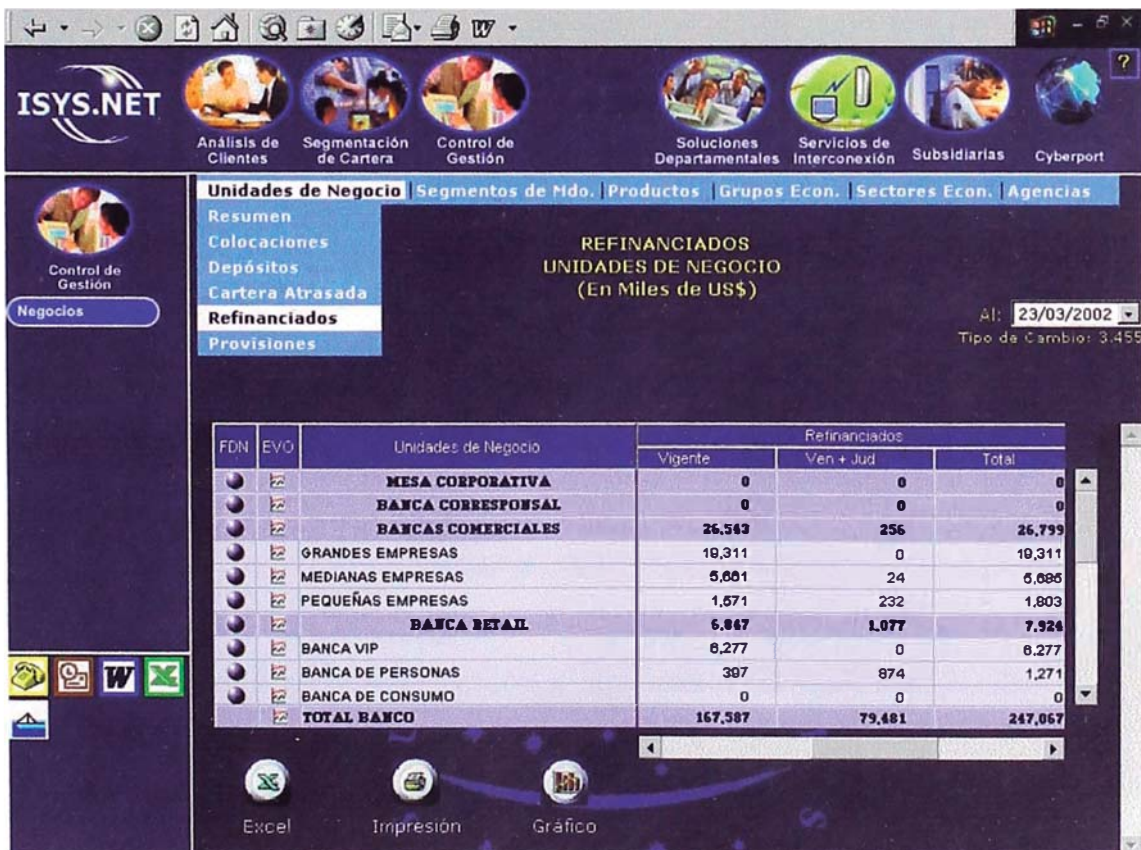 ?
ISYS.NET
Análisis de Clientes
Segmentación de Cartera
Control de Gestión
Soluciones Departamentales
Servicios de Interconexión
Subsidiarias
Cyberport
Control de Gestión
Negocios
Unidades de Negocio | Segmentos de Mdo. | Productos | Grupos Econ. | Sectores Econ. | Agencias
Resumen
Colocaciones
Depósitos
Cartera Atrasada
Refinanciados
Provisiones
REFINANCIADOS
UNIDADES DE NEGOCIO
(En Miles de US$)
Al: 23/03/2002
Tipo de Cambio: 3.455
FDN EVO Unidades de Negocio Refinanciados
Vigente Ven + Jud Total
MESA CORPORATIVA 0 0 0
BANCA CORRESPONSAL 0 0 0
BANCAS COMERCIALES 26,543 256 26,799
GRANDES EMPRESAS 19,311 0 19,311
MEDIANAS EMPRESAS 24
PEQUEÑAS EMPRESAS 1,571 232 1,803
BANCA RETAIL 6,847 1,077 7,924
BANCA VIP 6,277 0 6,277
BANCA DE PERSONAS 397 874 1,271
BANCA DE CONSUMO 0 0 0
TOTAL BANCO 167,587 79,481 247,067
W
Excel
Impresión
Gráfico